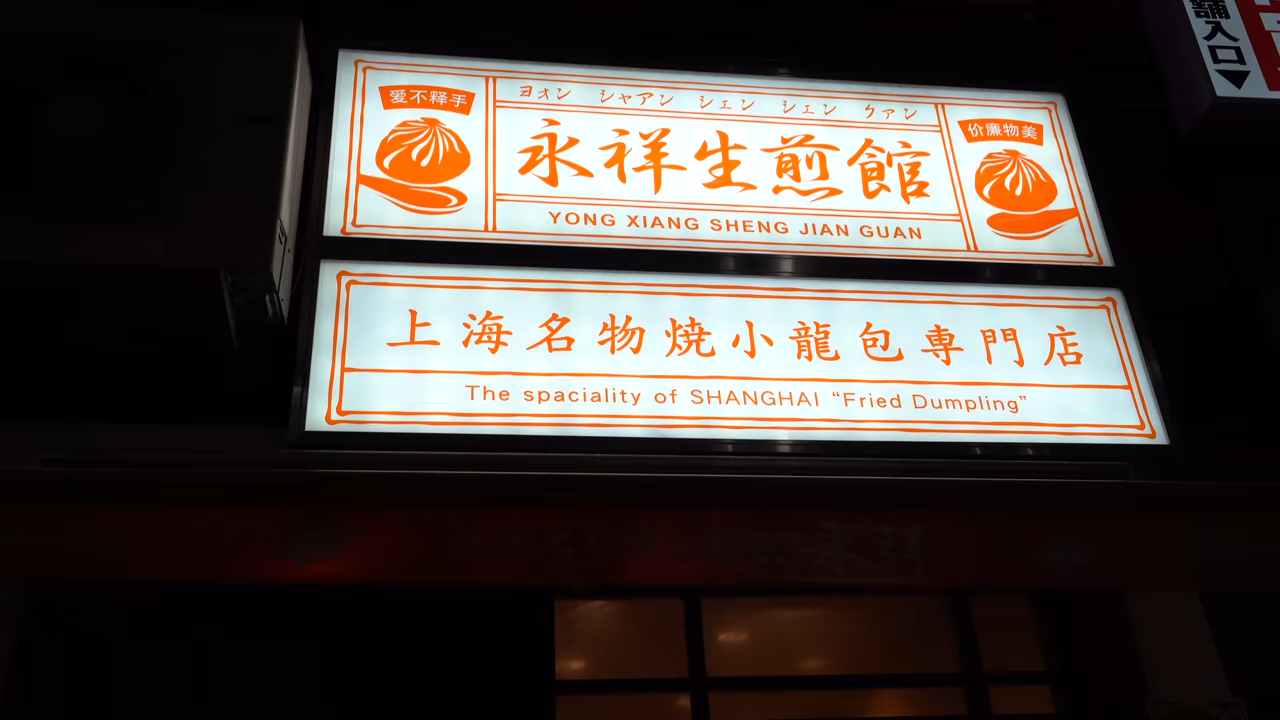 爱不释手
ヨォン シャアン シェン シェン クァン
永祥生煎館
YONG XIANG SHENG JIAN GUAN
价廉物美
上海名物焼小龍包専門店
The spaciality of SHANGHAI “Fried Dumpling”
舗入口